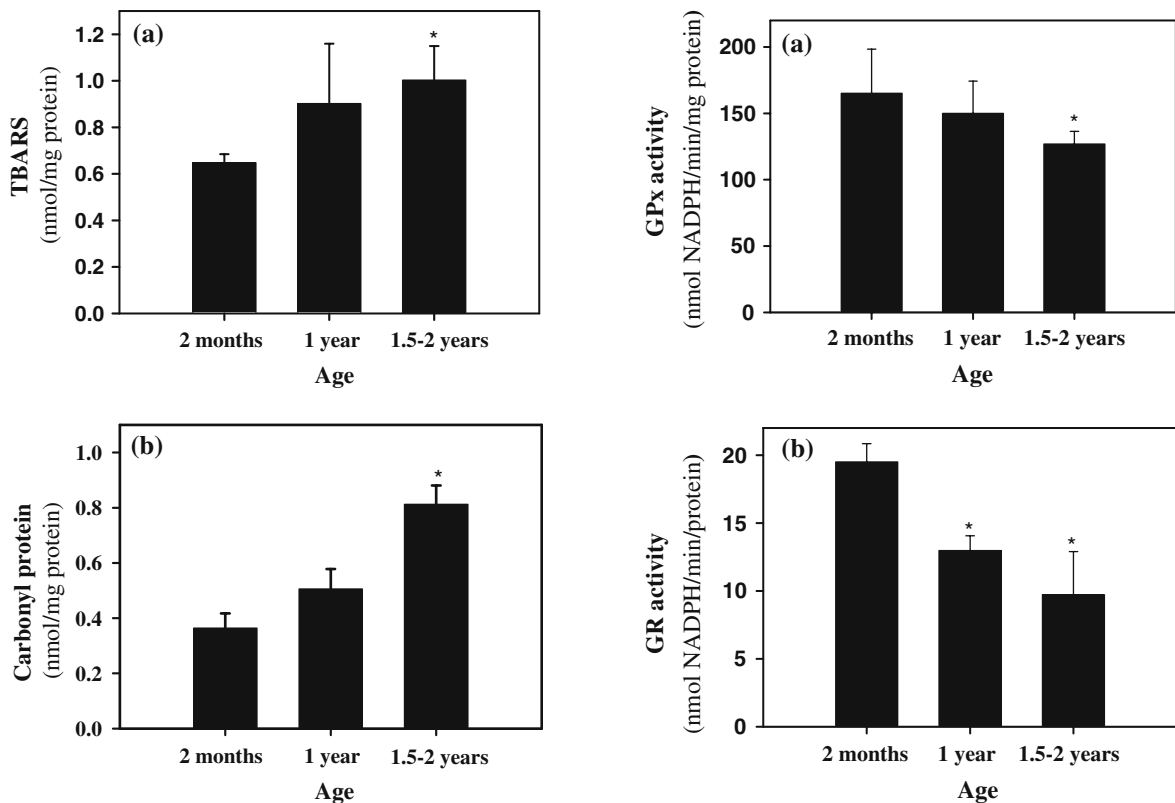 (a)
TBARS
(nmol/mg protein)
1.2
1.0
0.8
0.6
0.4
0.2
0.0
*
2 months 1 year 1.5-2 years
Age
(a)
GPx activity
(nmol NADPH/min/mg protein)
200
150
100
50
0
*
2 months 1 year 1.5-2 years
Age
(b)
Carbonyl protein
(nmol/mg protein)
1.0
0.8
0.6
0.4
0.2
0.0
*
2 months 1 year 1.5-2 years
Age
(b)
GR activity
(nmol NADPH/min/protein)
20
15
10
5
0
*
*
2 months 1 year 1.5-2 years
Age